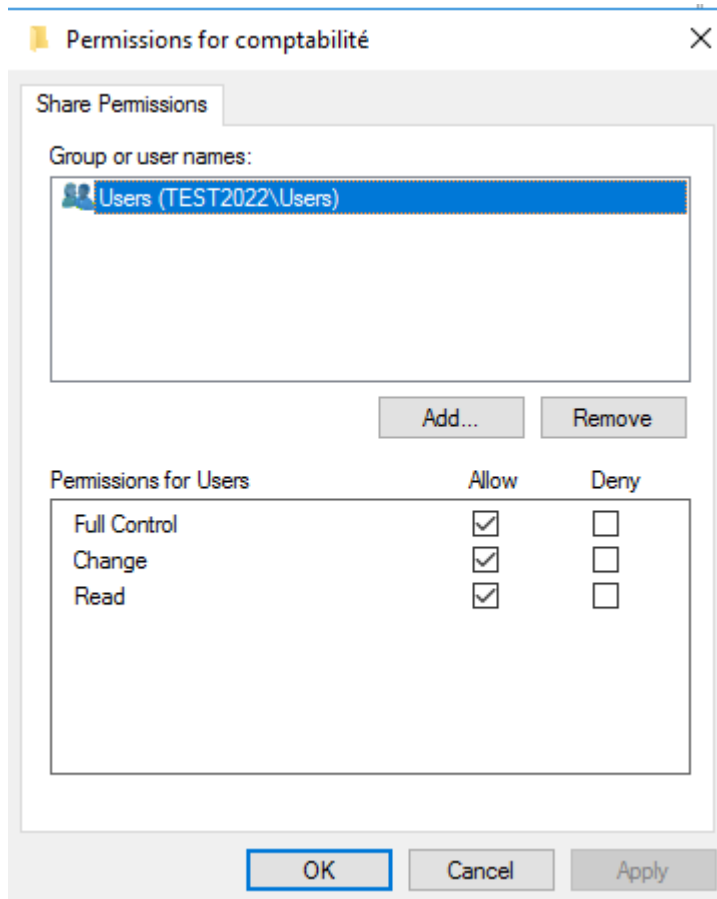 Permissions for comptabilité
Share Permissions
Group or user names:
Users (TEST2022\Users)
Add... Remove
Permissions for Users Allow Deny
Full Control
Change
Read
OK Cancel Apply